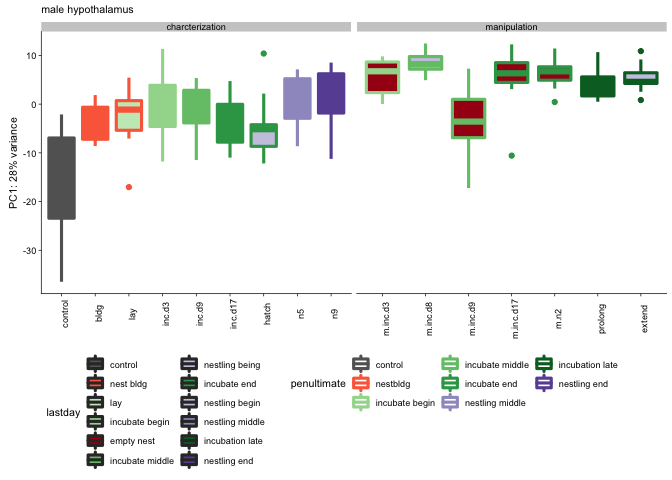 male hypothalamus
charcterization
manipulation
PC1: 28% variance
10
0
-10
-20
-30
control
bldg
lay
inc.d3
inc.d9
inc.d17
hatch
n5
n9
m.inc.d3
m.inc.d8
m.inc.d9
m.inc.d17
m.n2
prolong
extend
lastday
control
nest bldg
lay
incubate begin
empty nest
incubate middle
nestling being
incubate end
nestling begin
nestling middle
incubation late
nestling end
penultimate
control
nestbldg
incubate begin
incubate middle
incubate end
nestling middle
incubation late
nestling end